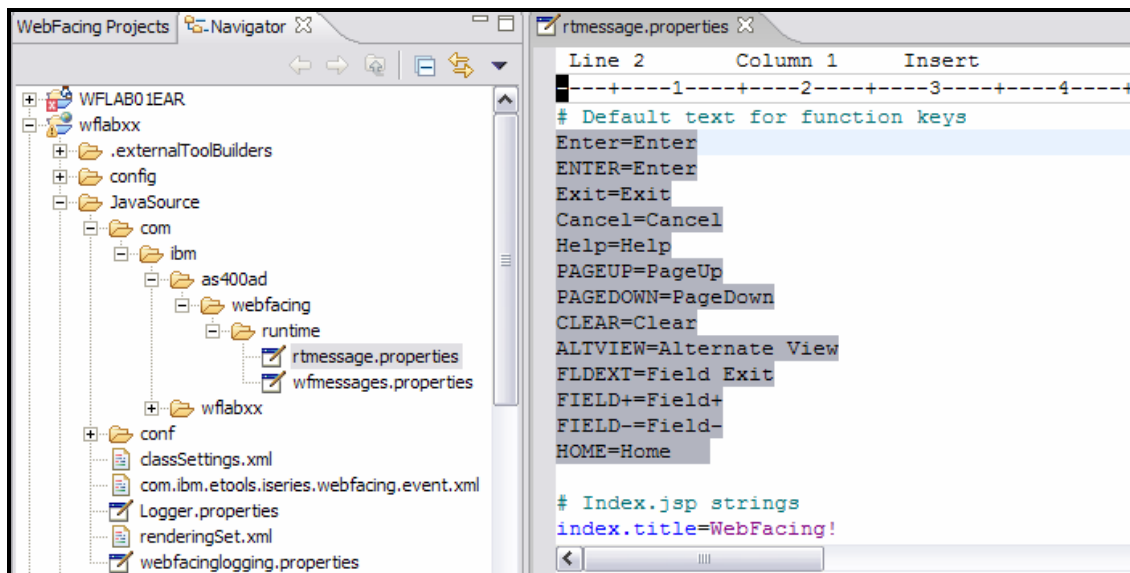 WebFacing Projects Navigator
WFLAB01EAR
wflabxx
.externalToolBuilders
config
JavaSource
com
ibm
as400ad
webfacing
runtime
rtmessage.properties
wfmessages.properties
wflabxx
conf
classSettings.xml
com.ibm.etools.iseries.webfacing.event.xml
Logger.properties
renderingSet.xml
webfacinglogging.properties
rtmessage.properties
Line 2 Column 1 Insert
-----+----1----+----2----+----3----+----4----+
# Default text for function keys
Enter=Enter
ENTER=Enter
Exit=Exit
Cancel=Cancel
Help=Help
PAGEUP=PageUp
PAGEDOWN=PageDown
CLEAR=Clear
ALTVIEW=Alternate View
FLDEXT=Field Exit
FIELD+=Field+
FIELD-=Field-
HOME=Home
# Index.jsp strings
index.title=WebFacing!